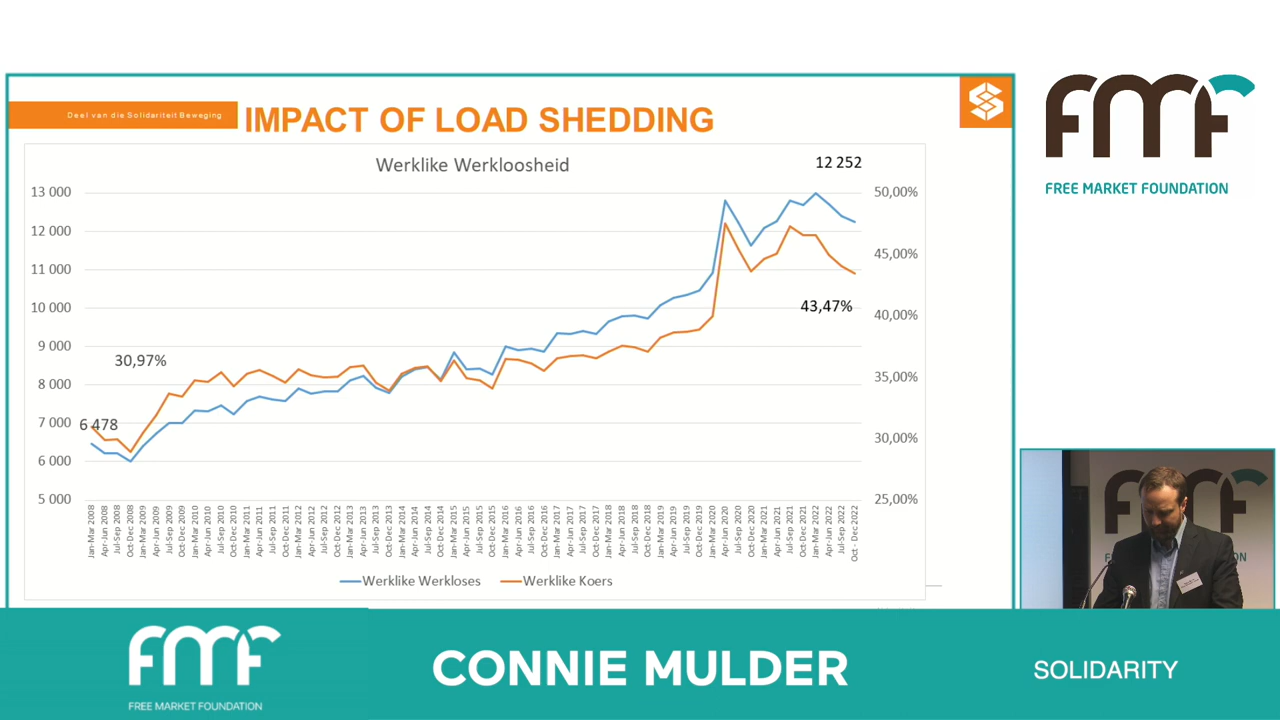 Deel van die Solidariteit Beweging
IMPACT OF LOAD SHEDDING
Werklike Werkloosheid
12 252
13 000
12 000
11 000
10 000
9 000
8 000
7 000
6 000
5 000
50,00%
45,00%
40,00%
35,00%
30,00%
25,00%
30,97%
6 478
43,47%
Jan-Mar 2008
Apr-Jun 2008
Jul-Sep 2008
Oct-Dec 2008
Jan-Mar 2009
Apr-Jun 2009
Jul-Sep 2009
Oct-Dec 2009
Jan-Mar 2010
Apr-Jun 2010
Jul-Sep 2010
Oct-Dec 2010
Jan-Mar 2011
Apr-Jun 2011
Jul-Sep 2011
Oct-Dec 2011
Jan-Mar 2012
Apr-Jun 2012
Jul-Sep 2012
Oct-Dec 2012
Jan-Mar 2013
Apr-Jun 2013
Jul-Sep 2013
Oct-Dec 2013
Jan-Mar 2014
Apr-Jun 2014
Jul-Sep 2014
Oct-Dec 2014
Jan-Mar 2015
Apr-Jun 2015
Jul-Sep 2015
Oct-Dec 2015
Jan-Mar 2016
Apr-Jun 2016
Jul-Sep 2016
Oct-Dec 2016
Jan-Mar 2017
Apr-Jun 2017
Jul-Sep 2017
Oct-Dec 2017
Jan-Mar 2018
Apr-Jun 2018
Jul-Sep 2018
Oct-Dec 2018
Jan-Mar 2019
Apr-Jun 2019
Jul-Sep 2019
Oct-Dec 2019
Jan-Mar 2020
Apr-Jun 2020
Jul-Sep 2020
Oct-Dec 2020
Jan-Mar 2021
Apr-Jun 2021
Jul-Sep 2021
Oct-Dec 2021
Jan-Mar 2022
Apr-Jun 2022
Jul-Sep 2022
Oct - Dec 2022
Werklike Werkloses
Werklike Koers
FMF
FREE MARKET FOUNDATION
FMF
FMF
FREE MARKET FOUNDATION
CONNIE MULDER
SOLIDARITY